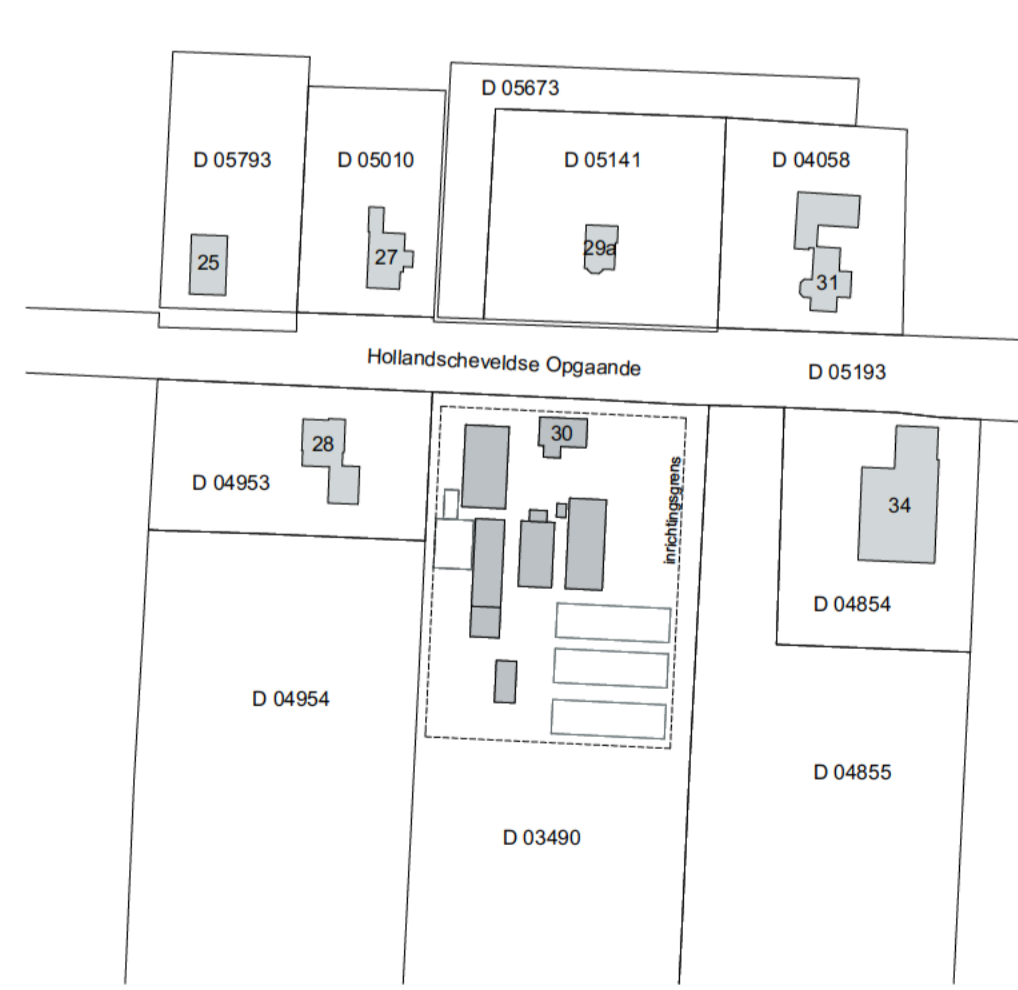 D 05673
D 05793
D 05010
D 05141
D 04058
25
27
29a
31
Hollandscheveldse Opgaande
D 05193
28
30
D 04953
inrichtingsgrens
34
D 04854
D 04954
D 04855
D 03490